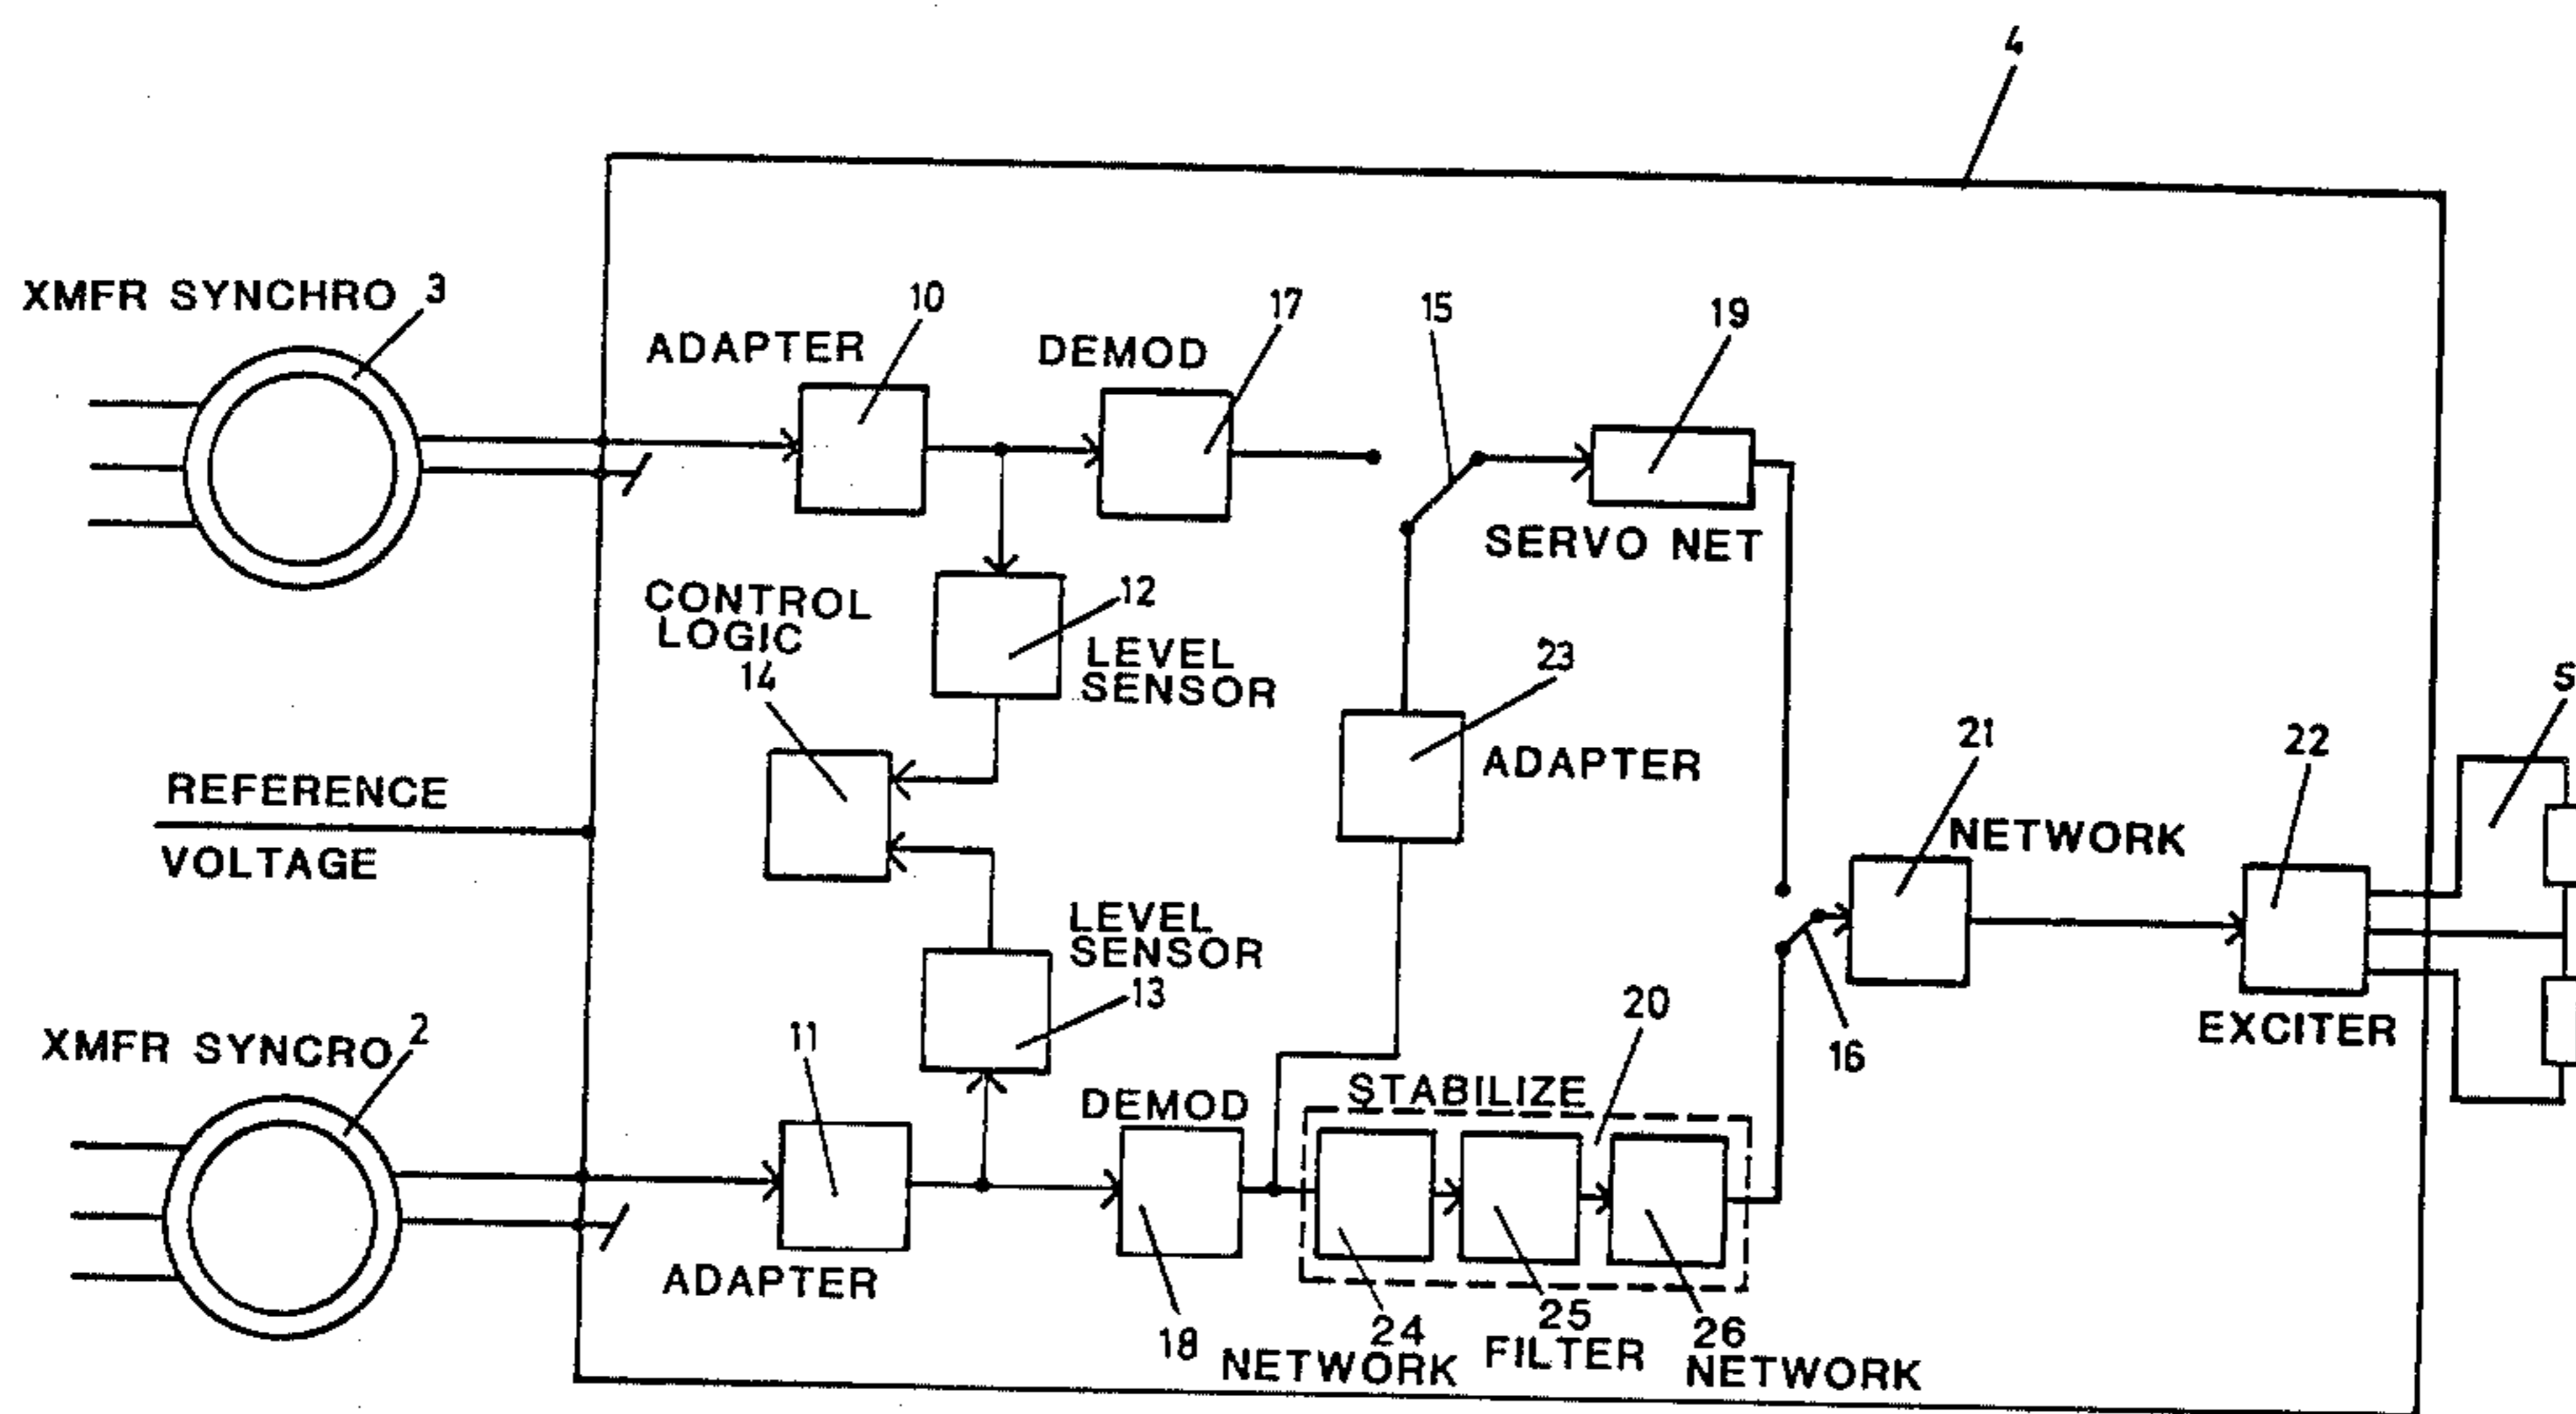 4
XMFR SYNCHRO 3
ADAPTER
10
DEMOD
17
15
19
SERVO NET
CONTROL
LOGIC
14
12
LEVEL
SENSOR
23
ADAPTER
REFERENCE
VOLTAGE
21
NETWORK
22
EXCITER
S
LEVEL
SENSOR
13
16
XMFR SYNCRO 2
11
ADAPTER
DEMOD
18
STABILIZE
20
24
NETWORK
25
FILTER
26
NETWORK